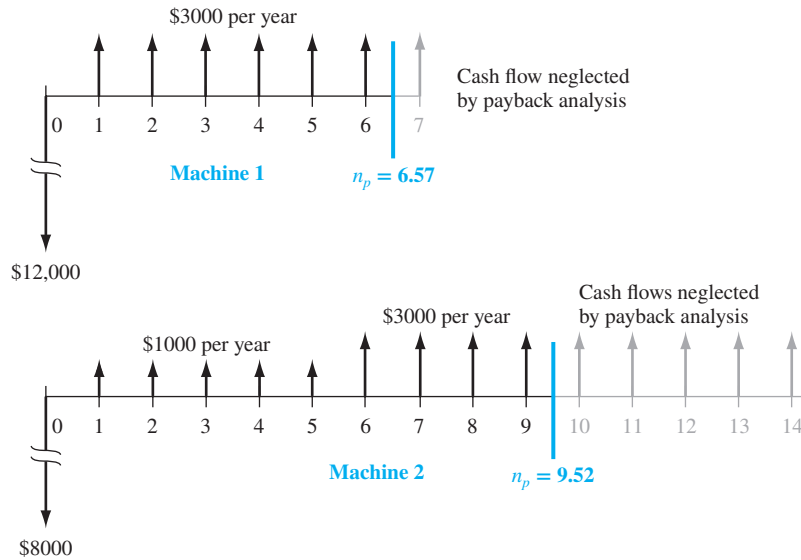 $3000 per year
Cash flow neglected
by payback analysis
0 1 2 3 4 5 6 7
Machine 1
n_p = 6.57
$12,000
Cash flows neglected
by payback analysis
$3000 per year
$1000 per year
0 1 2 3 4 5 6 7 8 9 10 11 12 13 14
Machine 2
n_p = 9.52
$8000